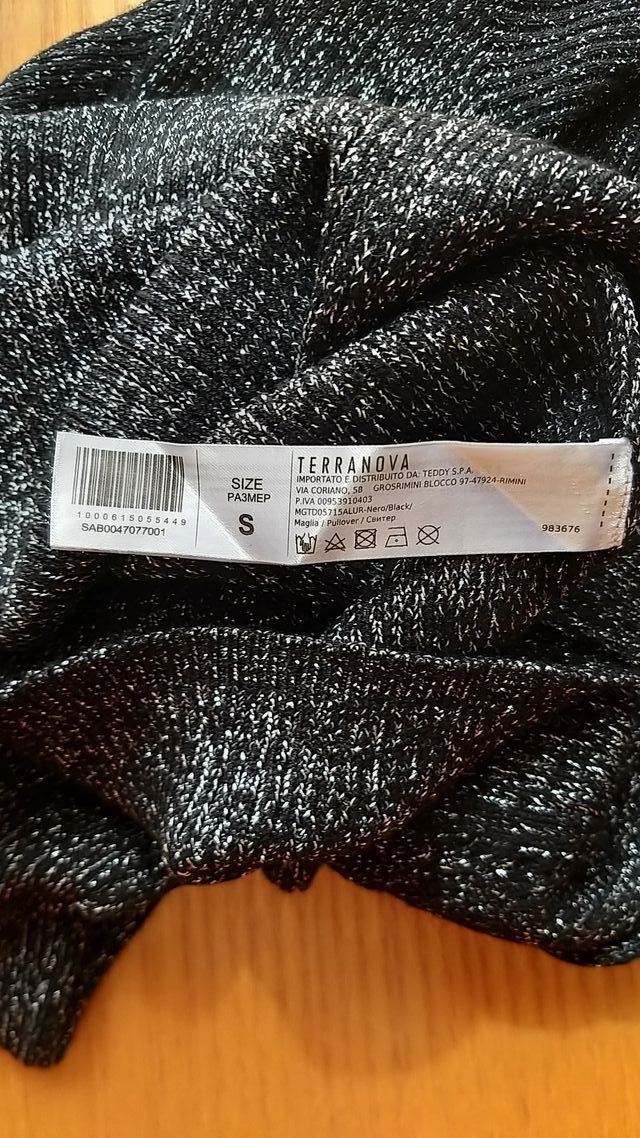 1000615055449
SAB0047077001
SIZE
РАЗМЕР
S
TERRANOVA
IMPORTATO E DISTRIBUITO DA: TEDDY S.P.A.
VIA CORIANO, 58 GROSRIMINI BLOCCO 97-47924-RIMINI
P.IVA 00953910403
MGTD05715ALUR-Nero/Black/
Maglia / Pullover / Свитер
983676